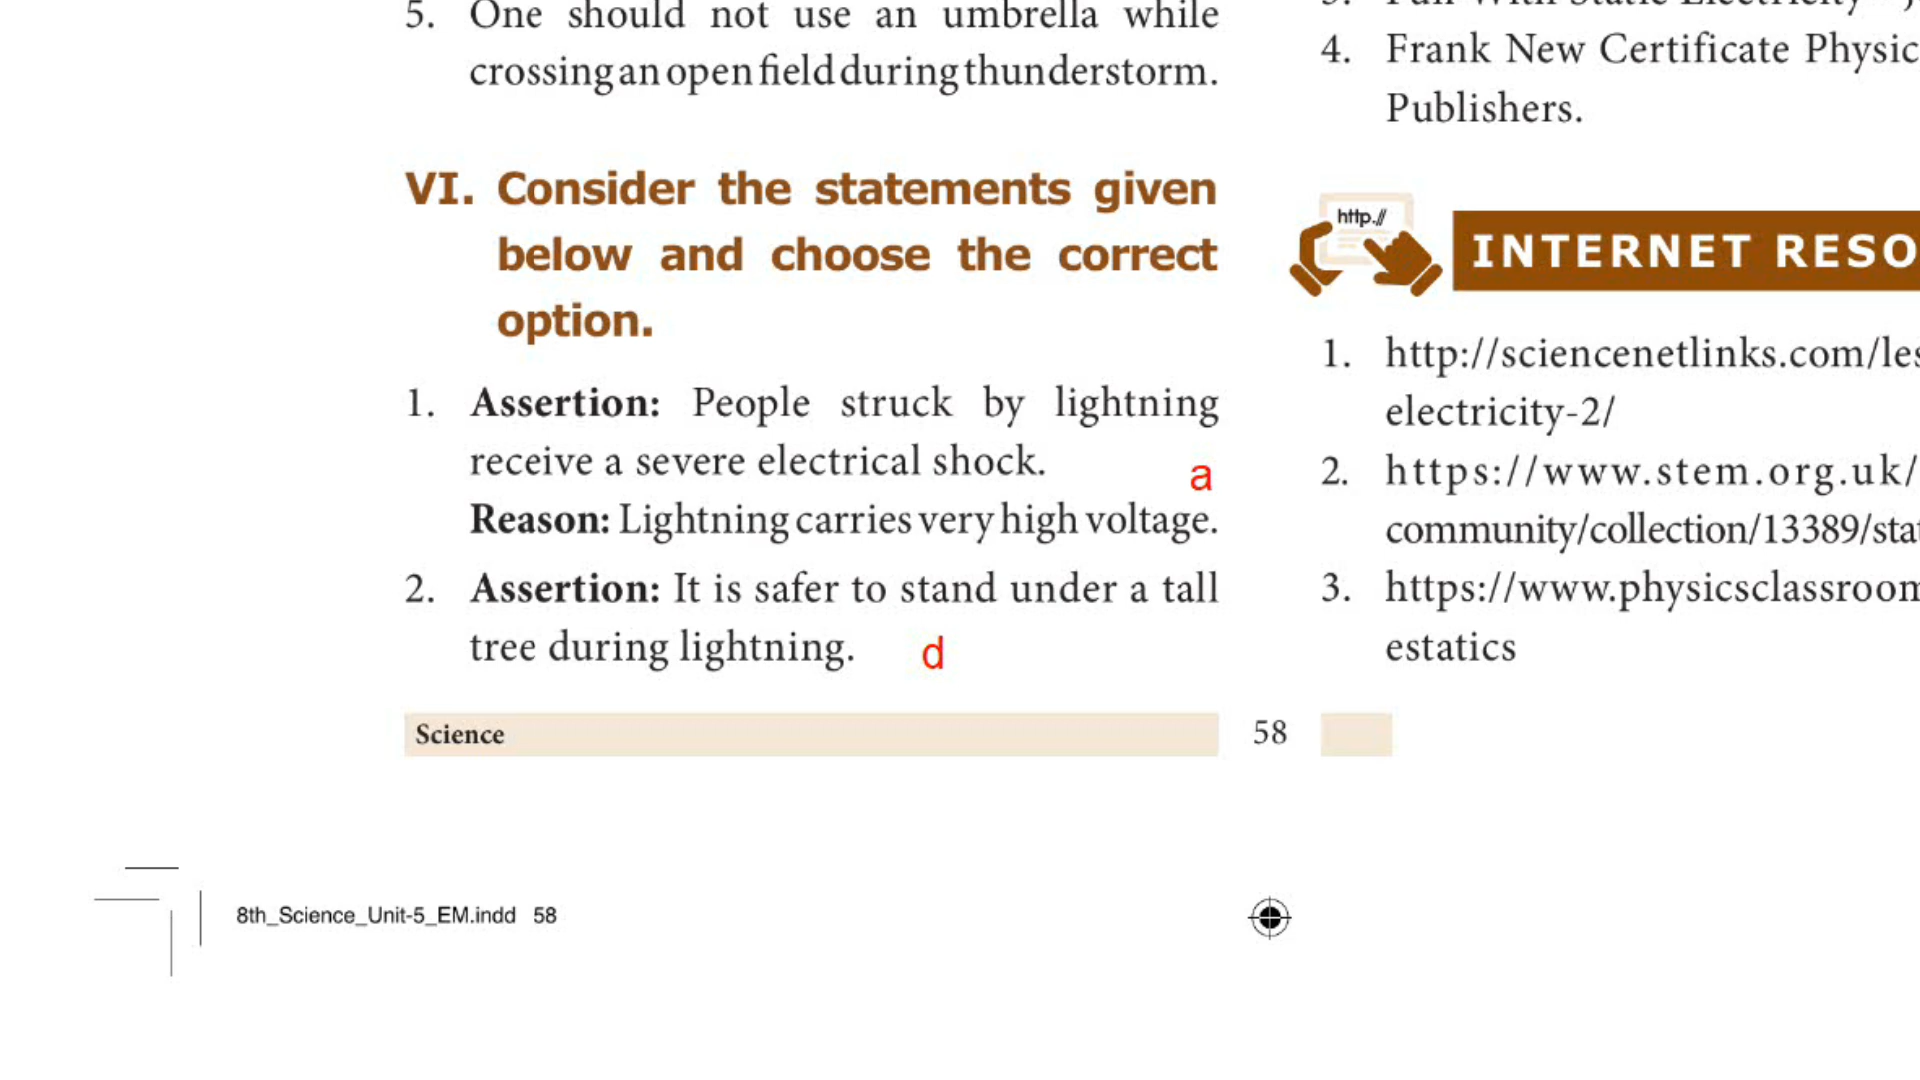 5. One should not use an umbrella while
crossing an open field during thunderstorm.
VI. Consider the statements given
below and choose the correct
option.
1. Assertion: People struck by lightning
receive a severe electrical shock.
a
Reason: Lightning carries very high voltage.
2. Assertion: It is safer to stand under a tall
tree during lightning. d
Science
4. Frank New Certificate Physic
Publishers.
http://
INTERNET RESO
1. http://sciencenetlinks.com/les
electricity-2/
2. https://www.stem.org.uk/
community/collection/13389/sta
3. https://www.physicsclassroom
estatics
58
8th_Science_Unit-5_EM.indd 58